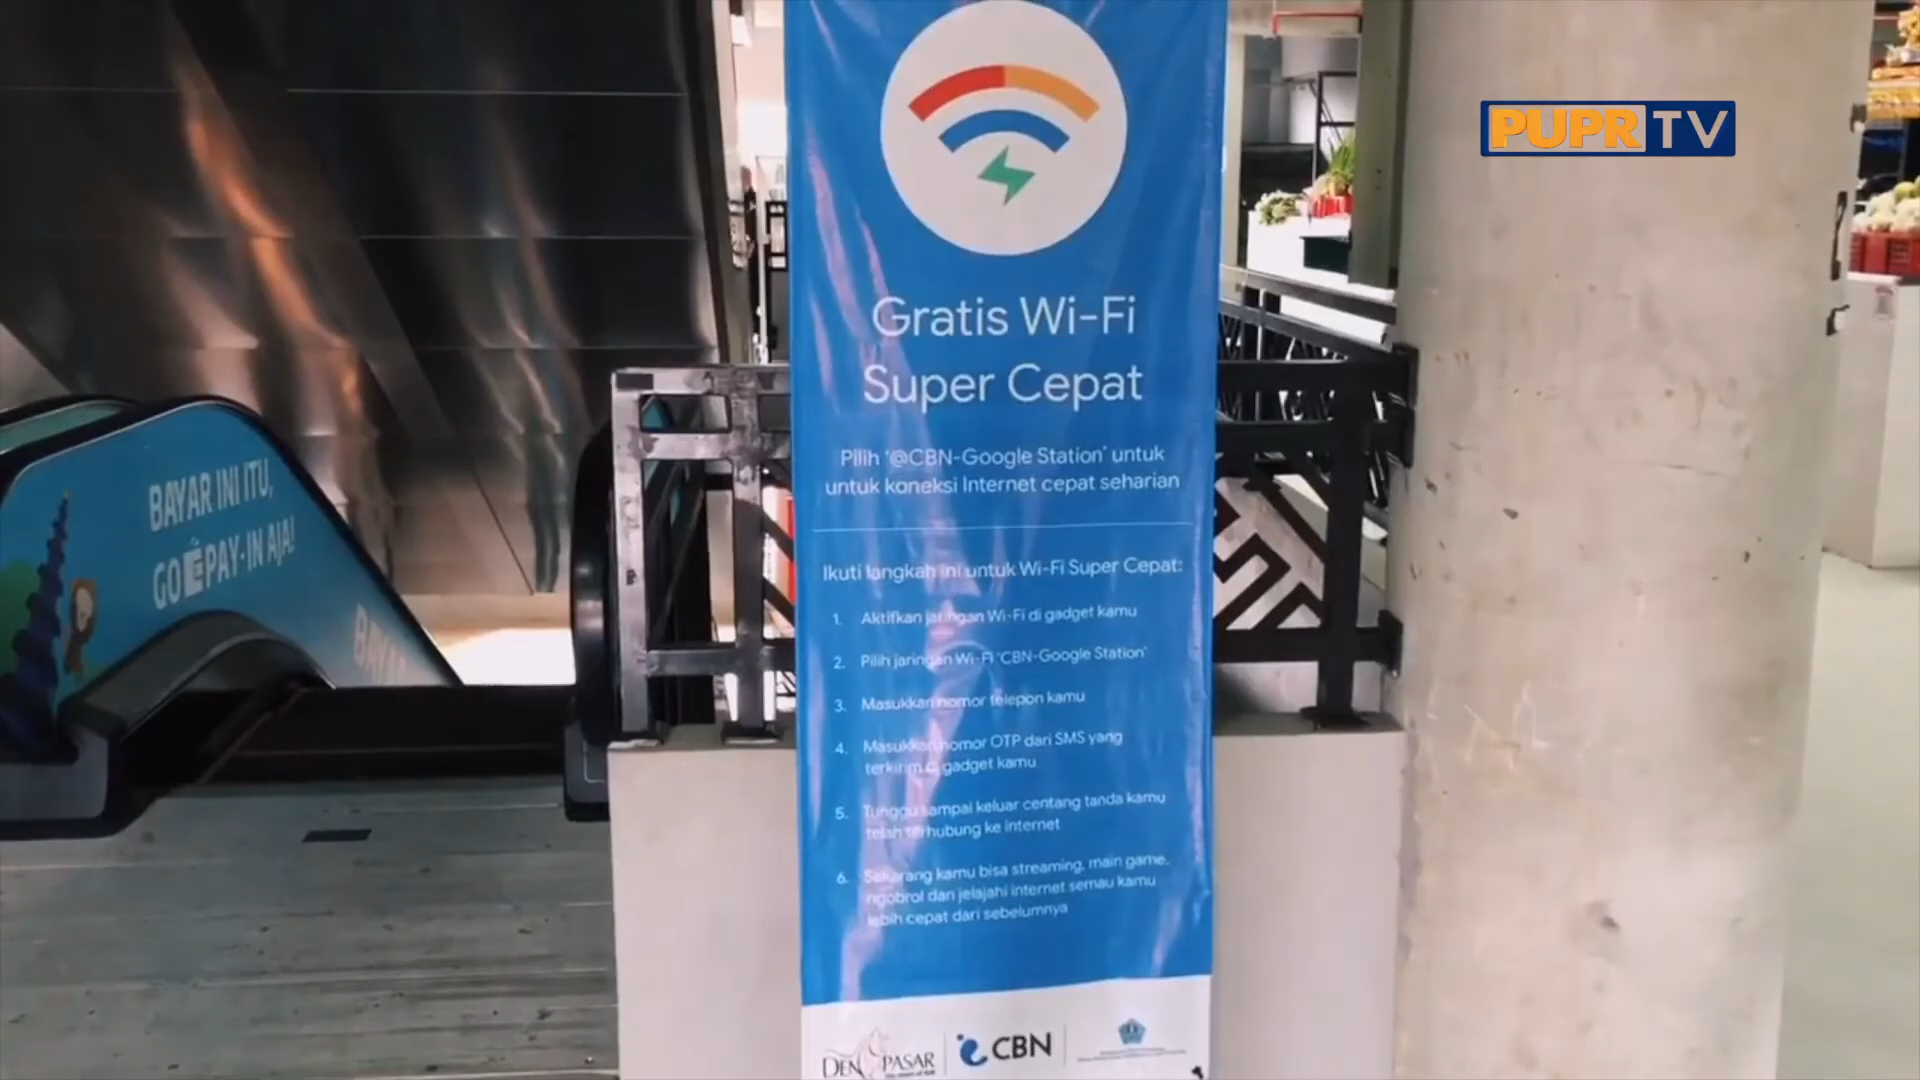 PUPR TV
Gratis Wi-Fi
Super Cepat
Pilih '@CBN-Google Station' untuk
untuk koneksi Internet cepat seharian
Ikuti langkah ini untuk Wi-Fi Super Cepat:
1. Aktifkan jaringan Wi-Fi di gadget kamu
2. Pilih jaringan Wi-Fi 'CBN-Google Station'
3. Masukkan nomor telepon kamu
4. Masukkan nomor OTP dari SMS yang
terkirim di gadget kamu
5. Tunggu sampai keluar centang tanda kamu
telah terhubung ke internet
6. Sekarang kamu bisa streaming, main game,
ngobrol dan jelajahi internet semau kamu
lebih cepat dari sebelumnya
DENPASAR
CBN
BAYAR INI ITU,
GO PAY-IN AJA!
BAYAR